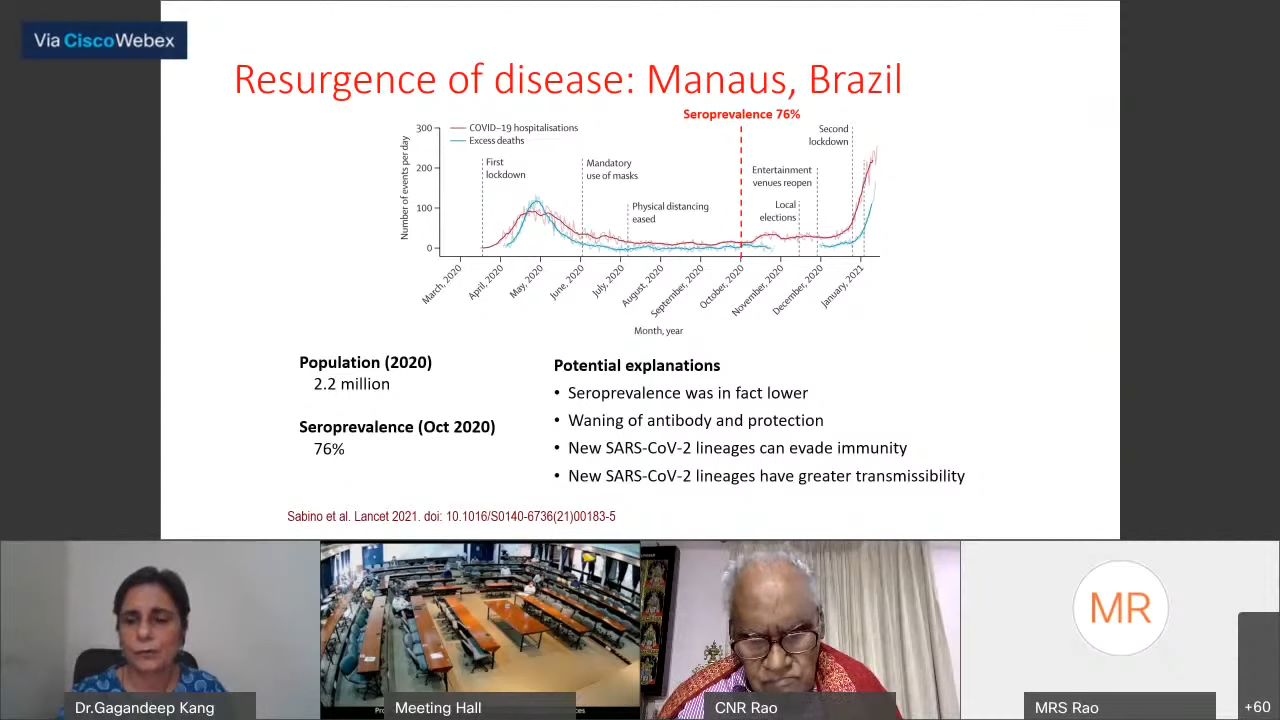 Via Cisco Webex
Resurgence of disease: Manaus, Brazil
Seroprevalence 76%
COVID–19 hospitalisations
Excess deaths
Number of events per day
300
200
100
0
First
lockdown
Mandatory
use of masks
Physical distancing
eased
Entertainment
venues reopen
Local
elections
Second
lockdown
March, 2020
April, 2020
May, 2020
June, 2020
July, 2020
August, 2020
September, 2020
October, 2020
November, 2020
December, 2020
January, 2021
Month, year
Population (2020)
2.2 million
Seroprevalence (Oct 2020)
76%
Potential explanations
• Seroprevalence was in fact lower
• Waning of antibody and protection
• New SARS-CoV-2 lineages can evade immunity
• New SARS-CoV-2 lineages have greater transmissibility
Sabino et al. Lancet 2021. doi: 10.1016/S0140-6736(21)00183-5
MR
Dr.Gagandeep Kang
Meeting Hall
CNR Rao
MRS Rao
+60